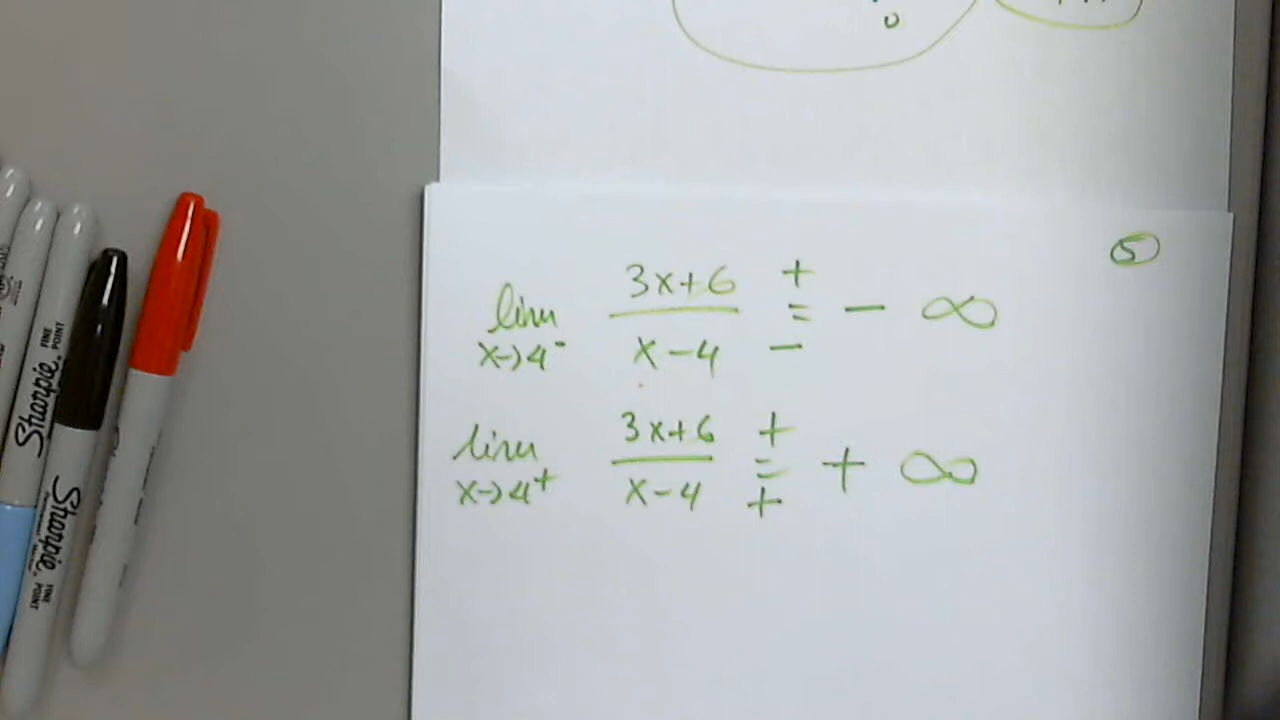 5
lim x→4⁻ (3x+6)/(x-4) +/- = - ∞
lim x→4⁺ (3x+6)/(x-4) +/+ = + ∞
Sharpie
FINE POINT
Sharpie
FINE POINT